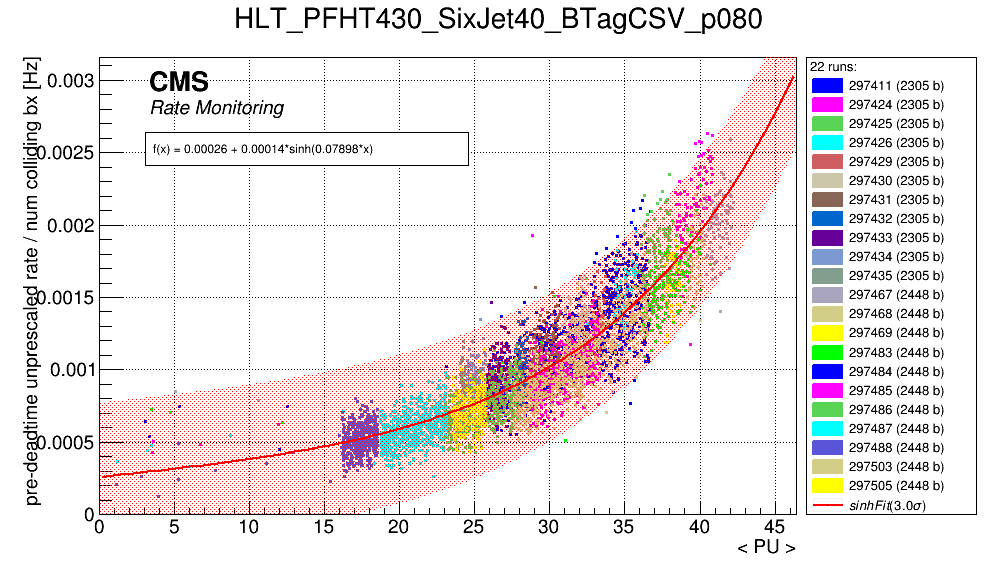 HLT_PFHT430_SixJet40_BTagCSV_p080
pre-deadtime unprescaled rate / num colliding bx [Hz]
CMS
Rate Monitoring
f(x) = 0.00026 + 0.00014*sinh(0.07898*x)
0.003
0.0025
0.002
0.0015
0.001
0.0005
0
0 5 10 15 20 25 30 35 40 45
< PU >
22 runs:
297411 (2305 b)
297424 (2305 b)
297425 (2305 b)
297426 (2305 b)
297429 (2305 b)
297430 (2305 b)
297431 (2305 b)
297432 (2305 b)
297433 (2305 b)
297434 (2305 b)
297435 (2305 b)
297467 (2448 b)
297468 (2448 b)
297469 (2448 b)
297483 (2448 b)
297484 (2448 b)
297485 (2448 b)
297486 (2448 b)
297487 (2448 b)
297488 (2448 b)
297503 (2448 b)
297505 (2448 b)
sinhFit(3.0σ)